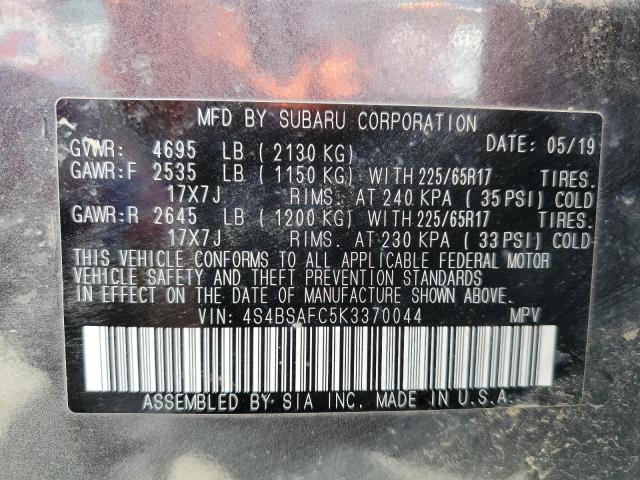 MFD BY SUBARU CORPORATION
GVWR: 4695 LB ( 2130 KG) DATE: 05/19
GAWR:F 2535 LB ( 1150 KG) WITH 225/65R17 TIRES.
17X7J RIMS. AT 240 KPA ( 35 PSI) COLD
GAWR:R 2645 LB ( 1200 KG) WITH 225/65R17 TIRES.
17X7J RIMS. AT 230 KPA ( 33 PSI) COLD.
THIS VEHICLE CONFORMS TO ALL APPLICABLE FEDERAL MOTOR
VEHICLE SAFETY AND THEFT PREVENTION STANDARDS
IN EFFECT ON THE DATE OF MANUFACTURE SHOWN ABOVE.
VIN: 4S4BSAFC5K3370044 MPV
ASSEMBLED BY SIA INC. MADE IN U.S.A.